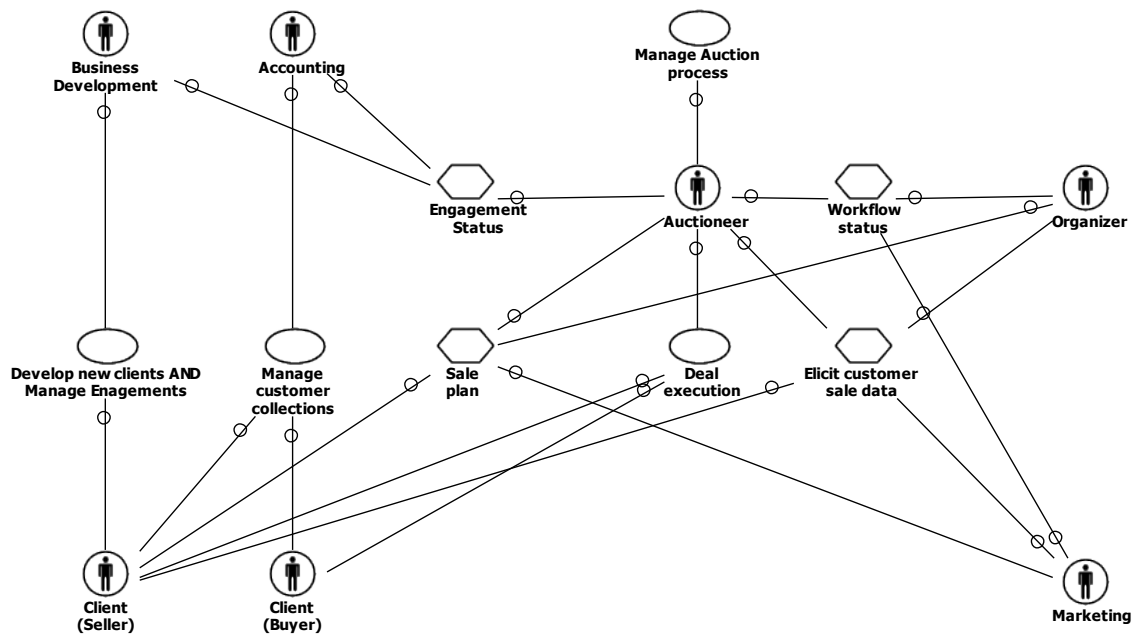 Business
Development
Accounting
Manage Auction
process
Engagement
Status
Auctioneer
Workflow
status
Organizer
Develop new clients AND
Manage Enagements
Manage
customer
collections
Sale
plan
Deal
execution
Elicit customer
sale data
Client
(Seller)
Client
(Buyer)
Marketing